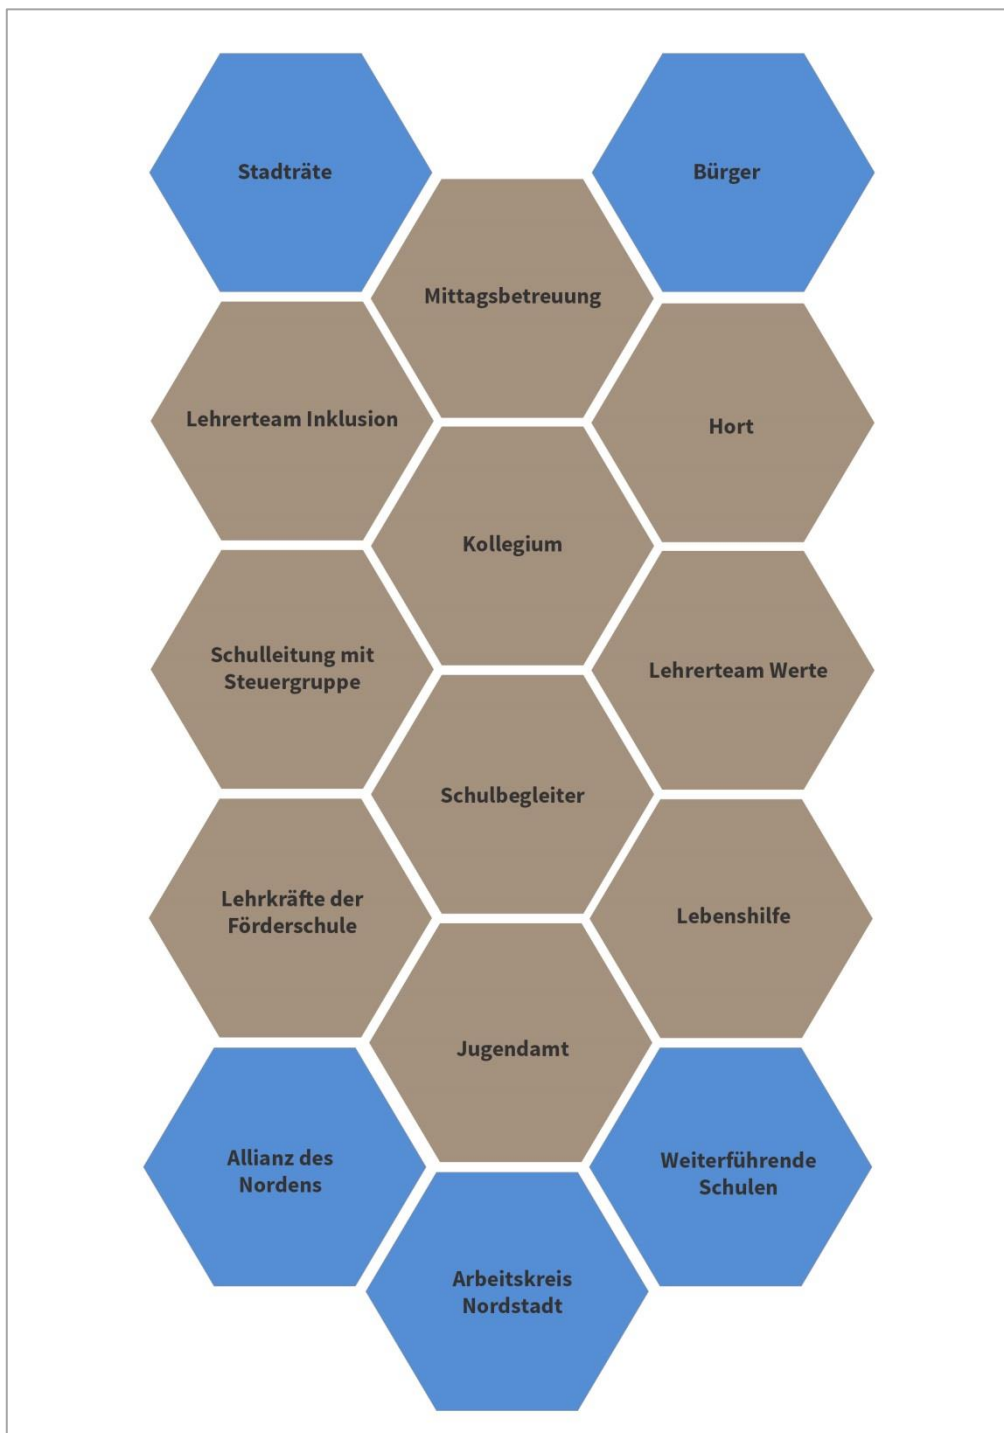 Stadträte
Bürger
Mittagsbetreuung
Lehrerteam Inklusion
Hort
Kollegium
Schulleitung mit
Steuergruppe
Lehrerteam Werte
Schulbegleiter
Lehrkräfte der
Förderschule
Lebenshilfe
Jugendamt
Allianz des
Nordens
Weiterführende
Schulen
Arbeitskreis
Nordstadt